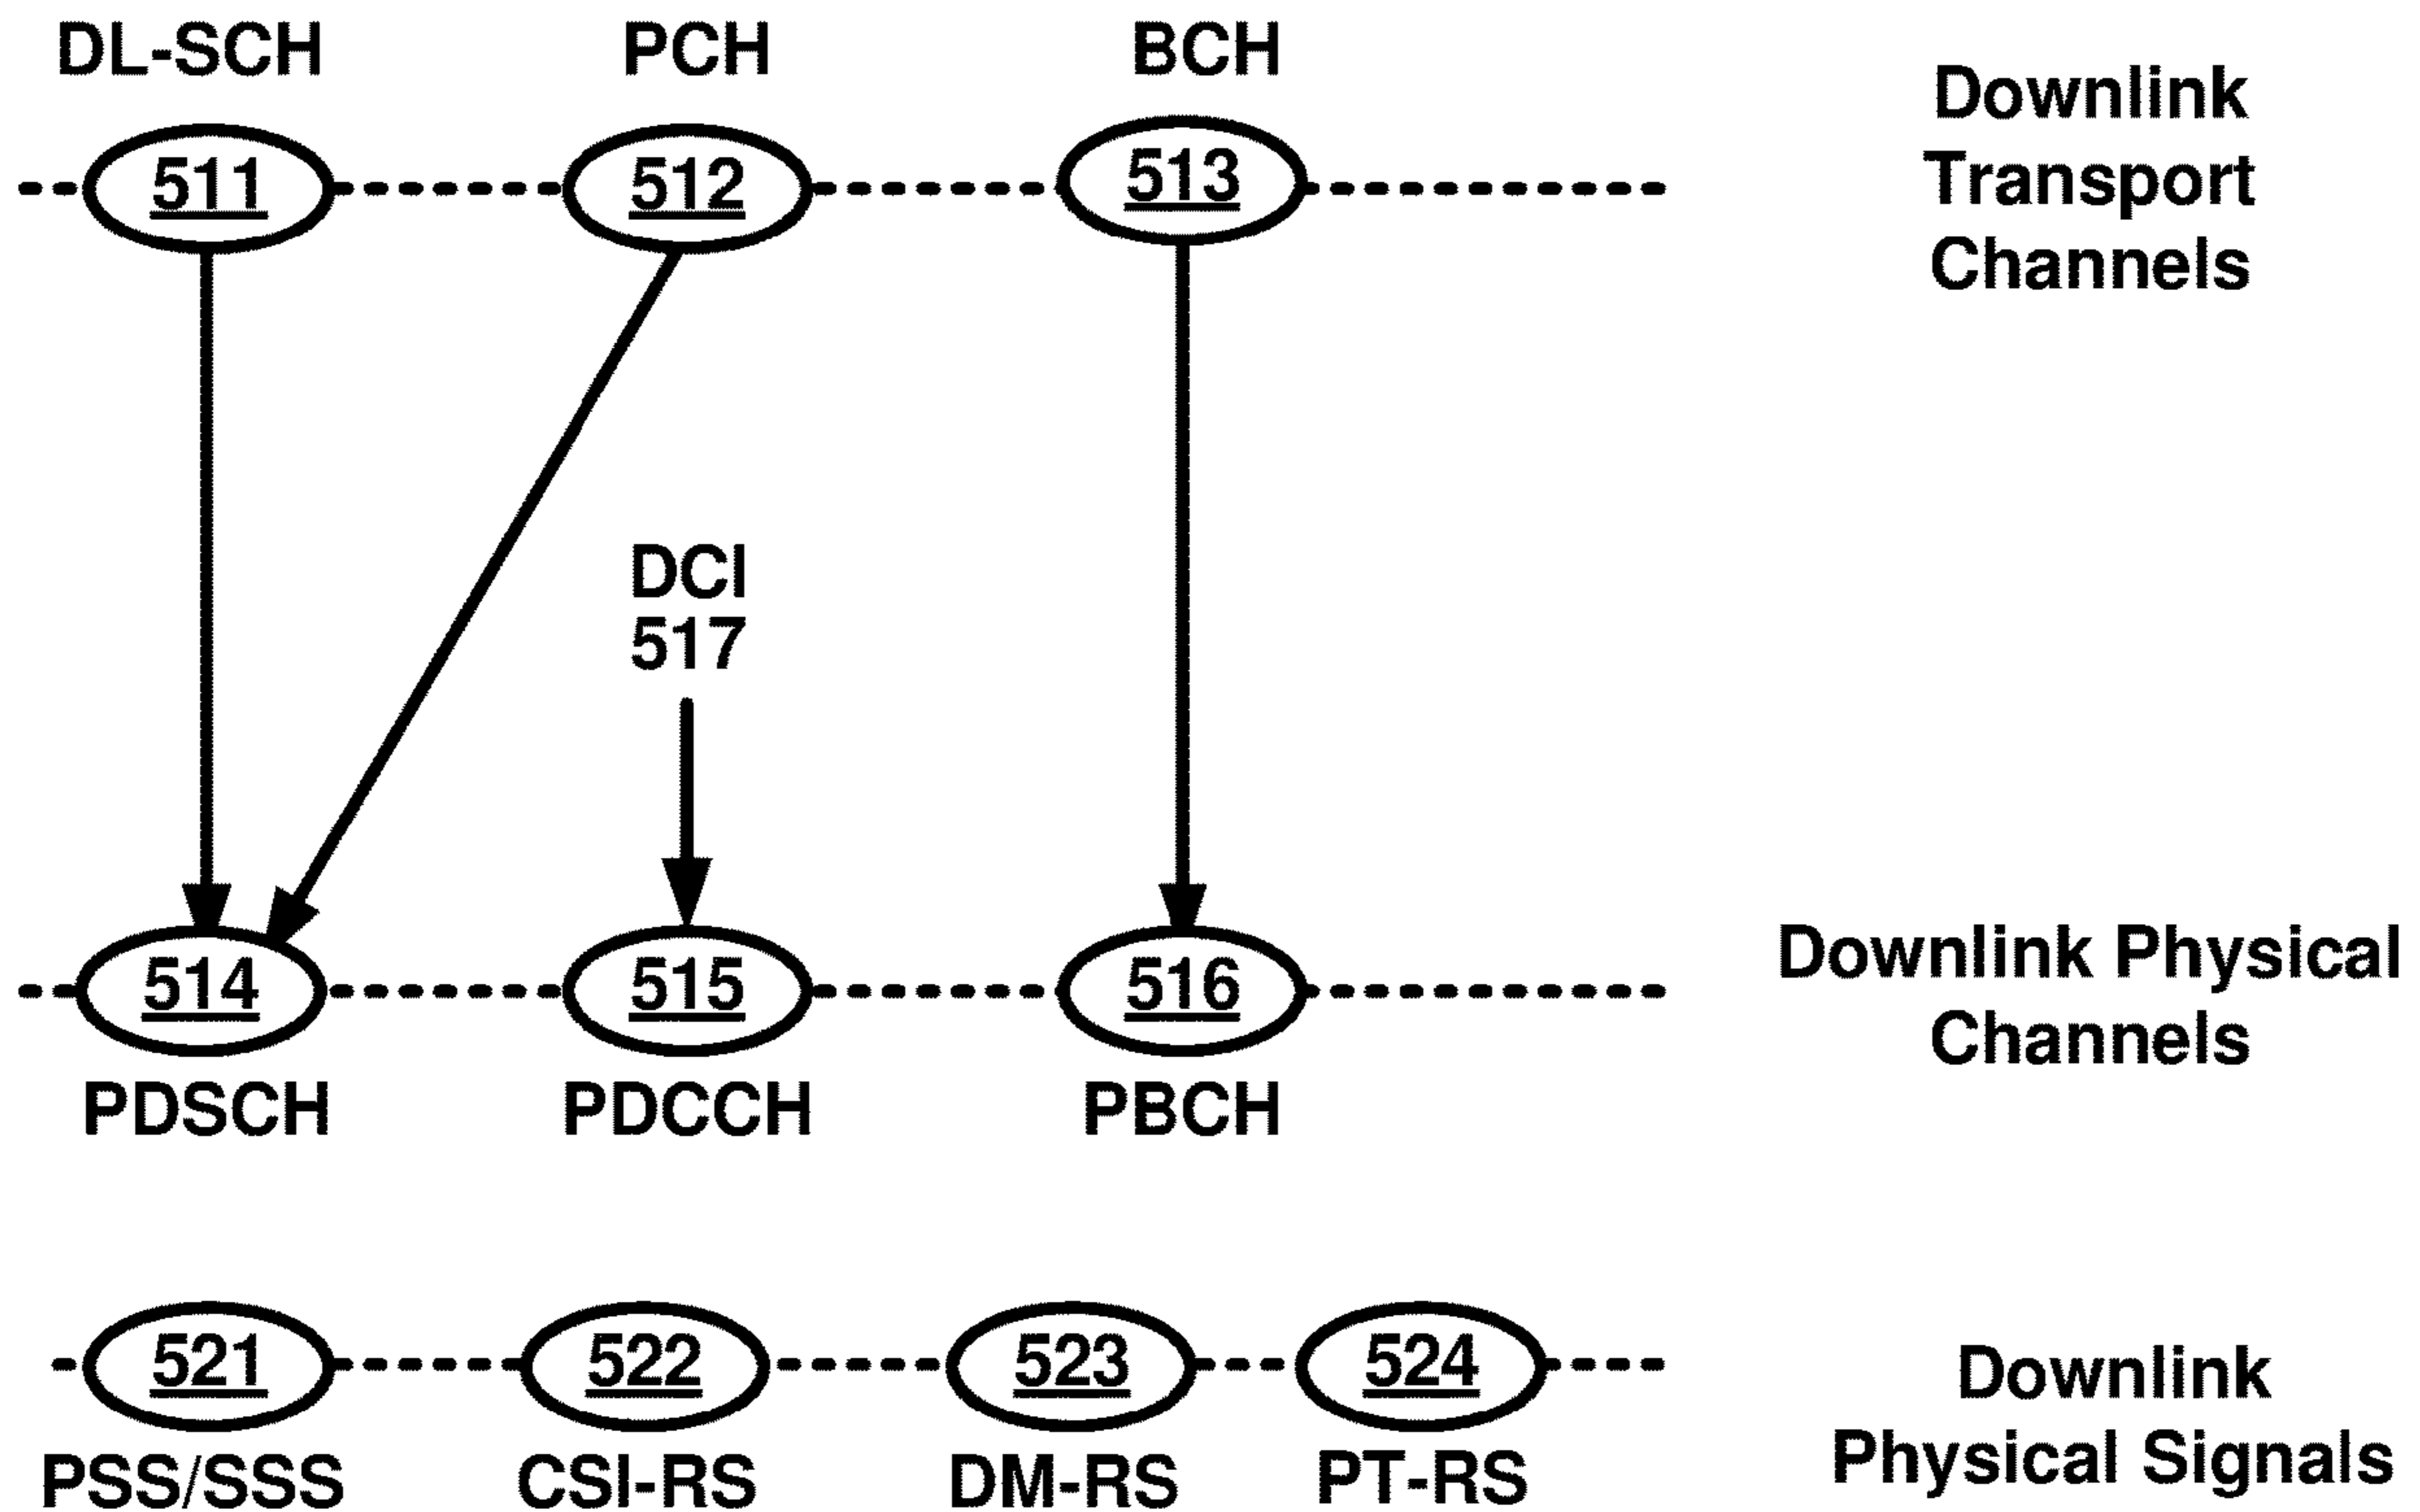 DL-SCH
PCH
BCH
511
512
513
Downlink
Transport
Channels
DCI
517
514
515
516
Downlink Physical
Channels
PDSCH
PDCCH
PBCH
521
522
523
524
Downlink
Physical Signals
PSS/SSS
CSI-RS
DM-RS
PT-RS